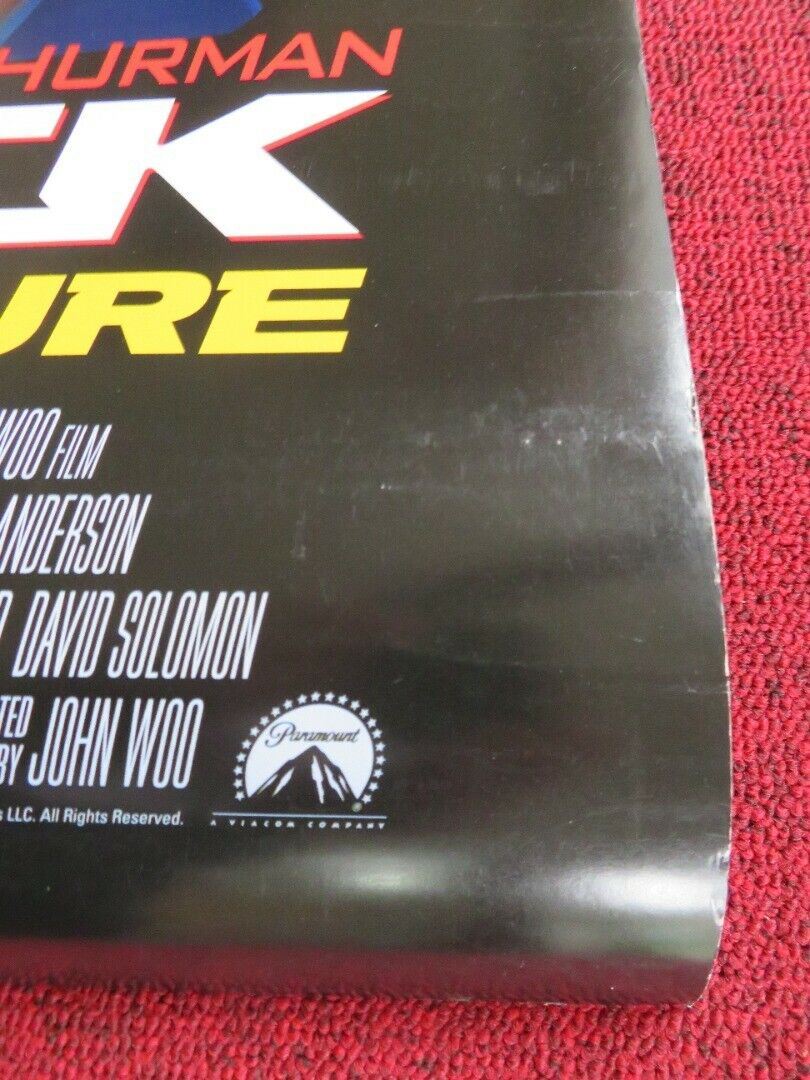 HURMAN
CK
URE
WOO FILM
ANDERSON
DAVID SOLOMON
TED
BY JOHN WOO
Paramount
s LLC. All Rights Reserved.
A VIACOM COMPANY